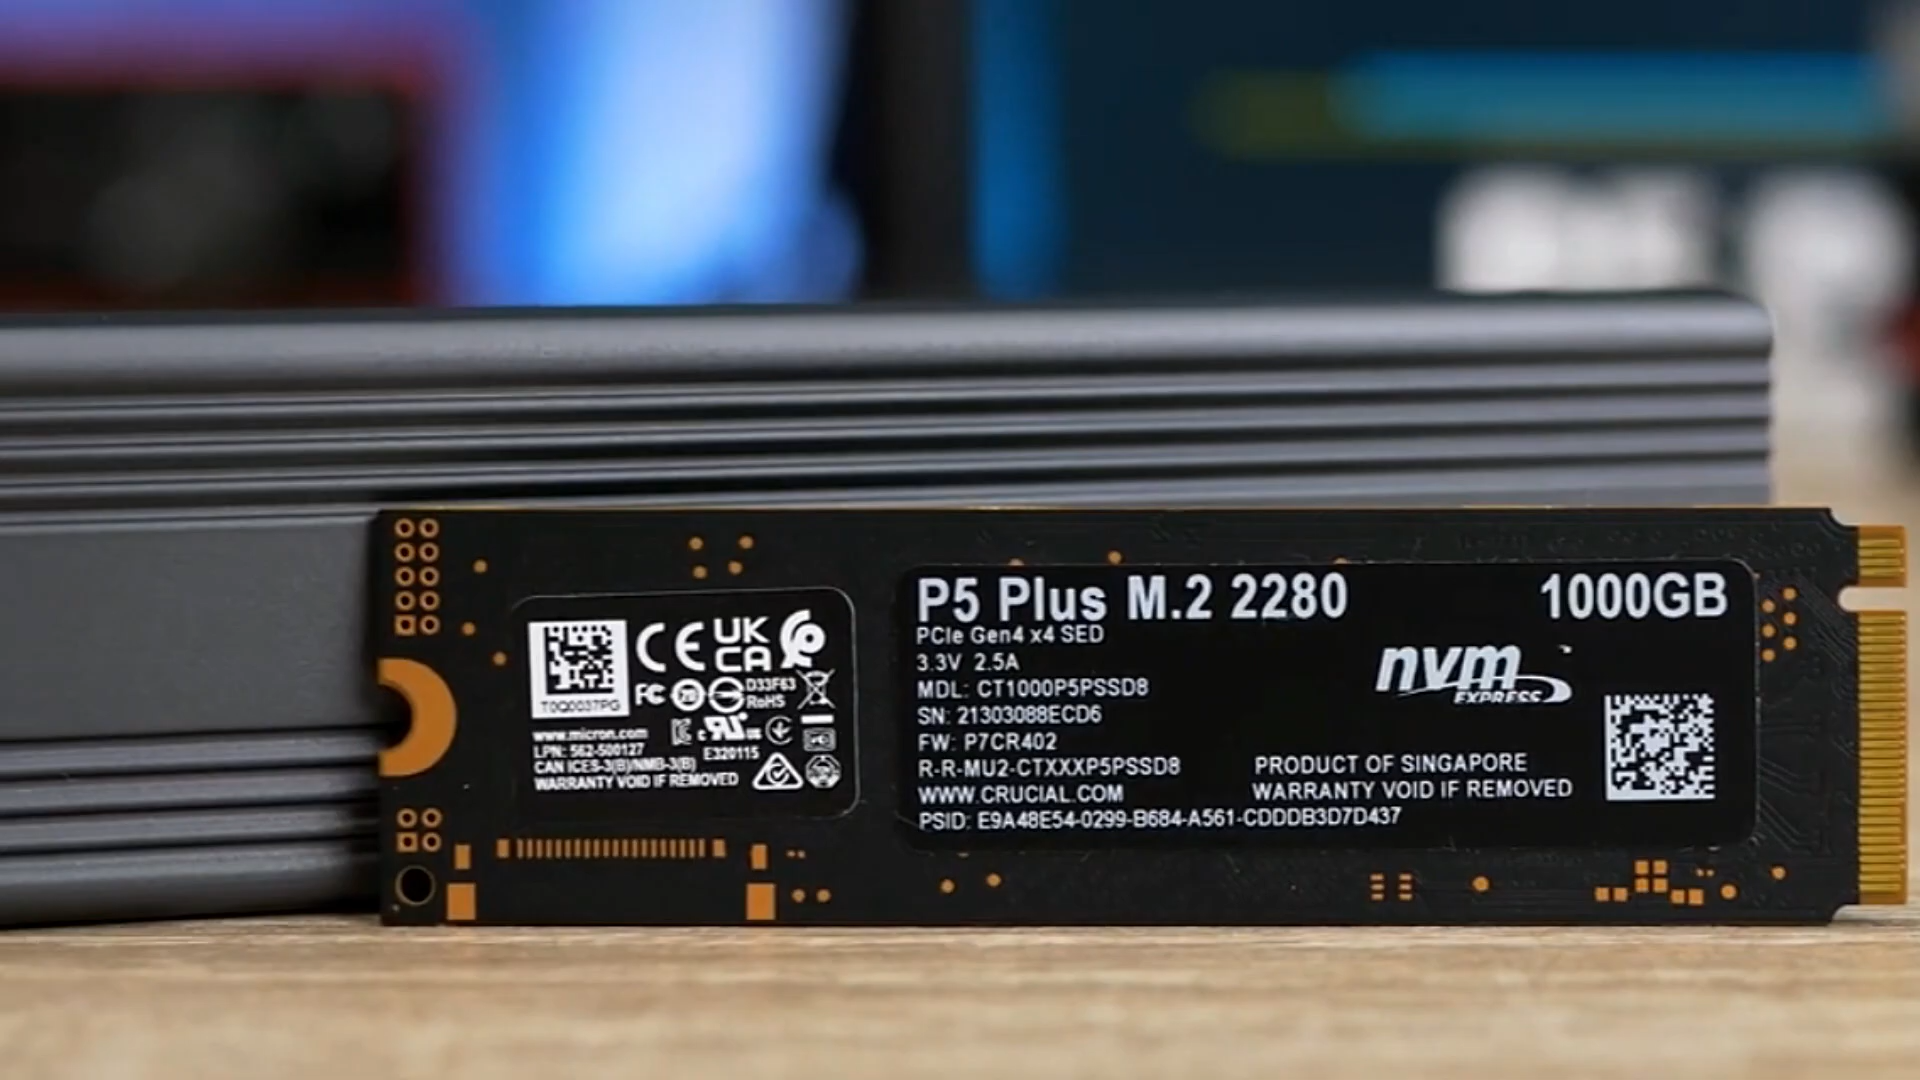 P5 Plus M.2 2280 1000GB
PCIe Gen4 x4 SED
3.3V 2.5A
MDL: CT1000P5PSSD8
SN: 21303088ECD6
FW: P7CR402
R-R-MU2-CTXXXP5PSSD8
WWW.CRUCIAL.COM
PSID: E9A48E54-0299-B684-A561-CDDDB3D7D437
nvm
EXPRESS
PRODUCT OF SINGAPORE
WARRANTY VOID IF REMOVED
CE UK CA
FC 20 D33F63
RoHS
T0Q0037PG
www.micron.com
LPN: 562-500127
E320115
CAN ICES-3(B)/NMB-3(B)
WARRANTY VOID IF REMOVED